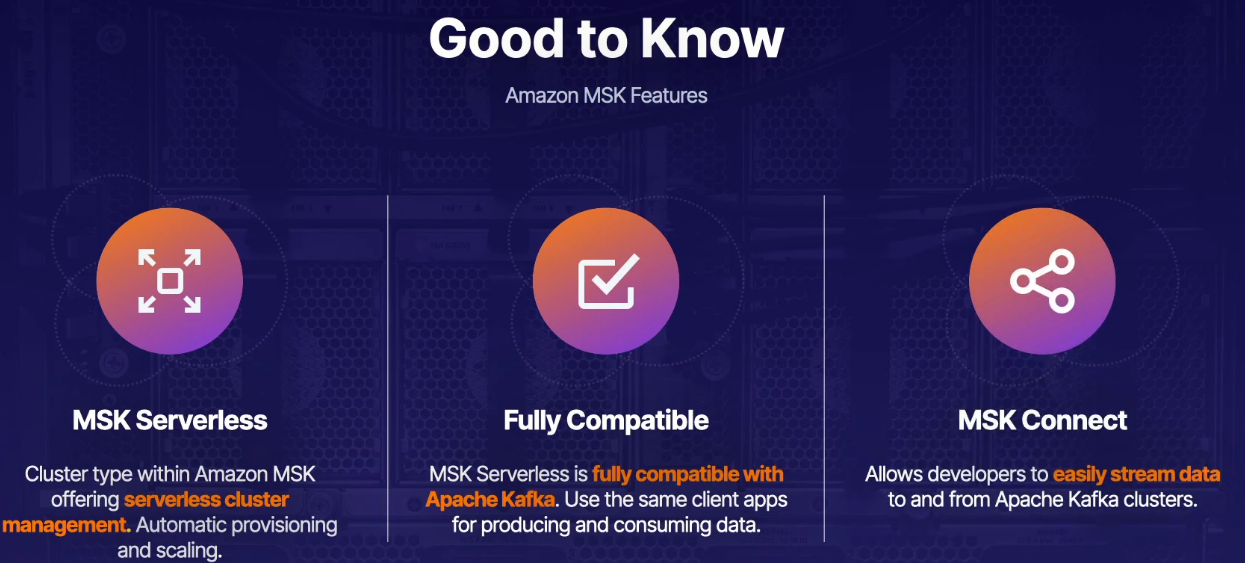 Good to Know
Amazon MSK Features
MSK Serverless
Cluster type within Amazon MSK
offering serverless cluster
management. Automatic provisioning
and scaling.
Fully Compatible
MSK Serverless is fully compatible with
Apache Kafka. Use the same client apps
for producing and consuming data.
MSK Connect
Allows developers to easily stream data
to and from Apache Kafka clusters.